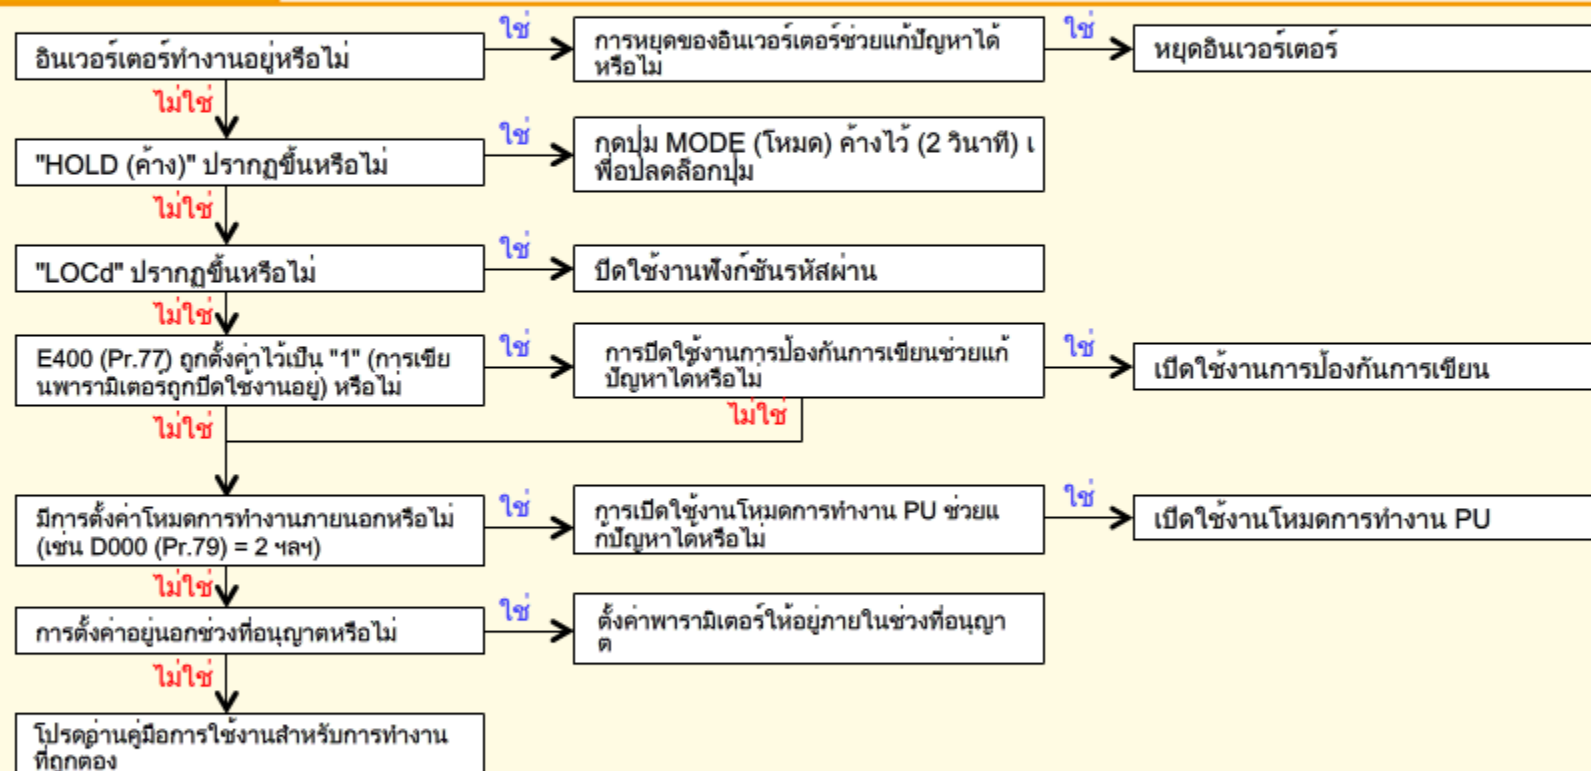 อินเวอร์เตอร์ทำงานอยู่หรือไม่
ใช่
การหยุดของอินเวอร์เตอร์ช่วยแก้ปัญหาได้
หรือไม่
ใช่
หยุดอินเวอร์เตอร์
ไม่ใช่
"HOLD (ค้าง)" ปรากฏขึ้นหรือไม่
ใช่
กดปุ่ม MODE (โหมด) ค้างไว้ (2 วินาที) เ
พื่อปลดล็อกปุ่ม
ไม่ใช่
"LOCd" ปรากฏขึ้นหรือไม่
ใช่
ปิดใช้งานฟังก์ชันรหัสผ่าน
ไม่ใช่
E400 (Pr.77) ถูกตั้งค่าไว้เป็น "1" (การเขีย
นพารามิเตอร์ถูกปิดใช้งานอยู่) หรือไม่
ใช่
การปิดใช้งานการป้องกันการเขียนช่วยแก้
ปัญหาได้หรือไม่
ใช่
เปิดใช้งานการป้องกันการเขียน
ไม่ใช่
ไม่ใช่
มีการตั้งค่าโหมดการทำงานภายนอกหรือไม่
(เช่น D000 (Pr.79) = 2 ฯลฯ)
ใช่
การเปิดใช้งานโหมดการทำงาน PU ช่วยแ
ก้ปัญหาได้หรือไม่
ใช่
เปิดใช้งานโหมดการทำงาน PU
ไม่ใช่
การตั้งค่าอยู่นอกช่วงที่อนุญาตหรือไม่
ใช่
ตั้งค่าพารามิเตอร์ให้อยู่ภายในช่วงที่อนุญา
ต
ไม่ใช่
โปรดอ่านคู่มือการใช้งานสำหรับการทำงาน
ที่ถูกต้อง